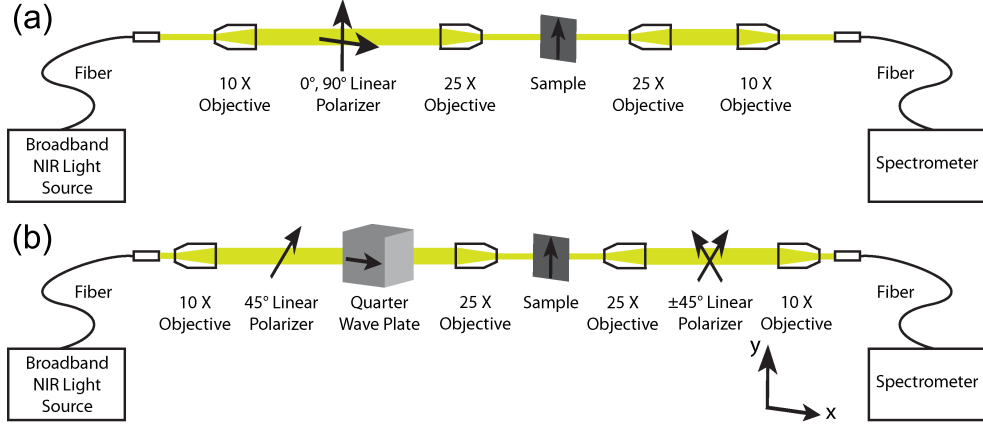 (a)
Fiber
10 X
Objective
0°, 90° Linear
Polarizer
25 X
Objective
Sample
25 X
Objective
10 X
Objective
Fiber
Broadband
NIR Light
Source
Spectrometer
(b)
Fiber
10 X
Objective
45° Linear
Polarizer
Quarter
Wave Plate
25 X
Objective
Sample
25 X
Objective
±45° Linear
Polarizer
10 X
Objective
Fiber
Broadband
NIR Light
Source
y
x
Spectrometer